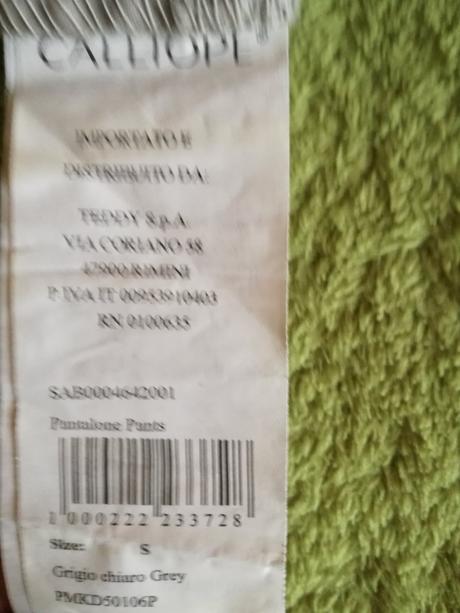 CALLIOPE
IMPORTATO E
DISTRIBUITO DA:
TEDDY S.p.A.
VIA CORIANO 58
47900 RIMINI
P. IVA IT 00953910403
RN 0100635
SAB0004642001
Pantalone Pants
1 000222 233728
Size: S
Grigio chiaro Grey
PMKD50106P